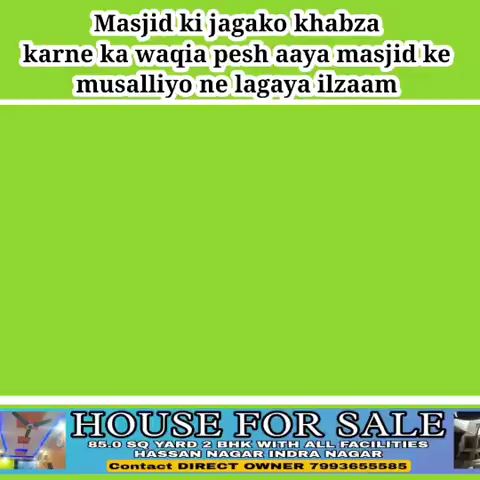 Masjid ki jagako khabza
karne ka waqia pesh aaya masjid ke
musalliyo ne lagaya ilzaam
HOUSE FOR SALE
85.0 SQ YARD 2 BHK WITH ALL FACILITIES
HASSAN NAGAR INDRA NAGAR
Contact DIRECT OWNER 7993655585